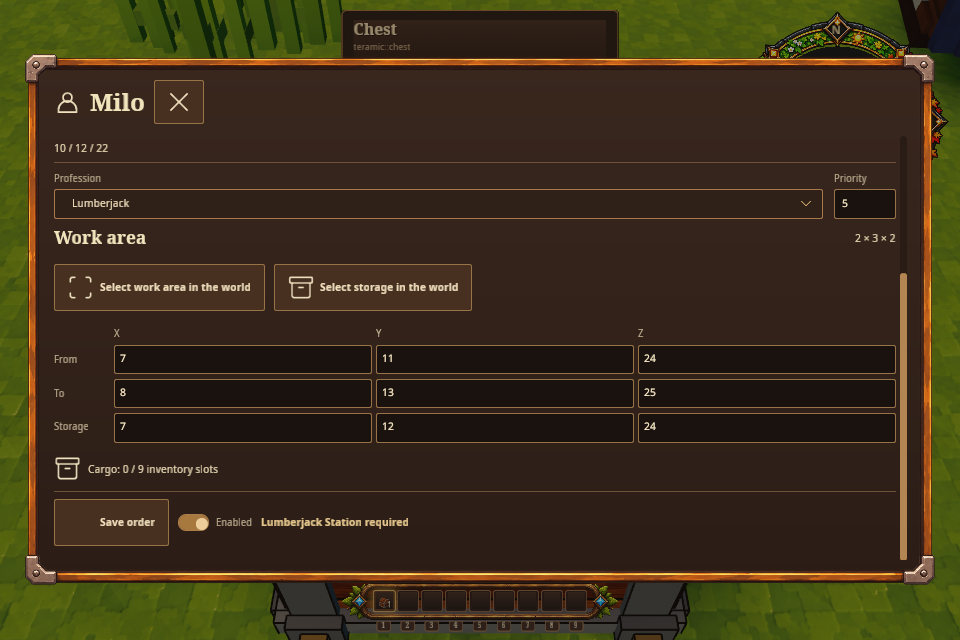 Chest
teramic:chest
N
Milo
10 / 12 / 22
Profession
Priority
Lumberjack
5
Work area
2 × 3 × 2
Select work area in the world
Select storage in the world
X
Y
Z
From
7
11
24
To
8
13
25
Storage
7
12
24
Cargo: 0 / 9 inventory slots
Save order
Enabled
Lumberjack Station required
1
1 2 3 4 5 6 7 8 9